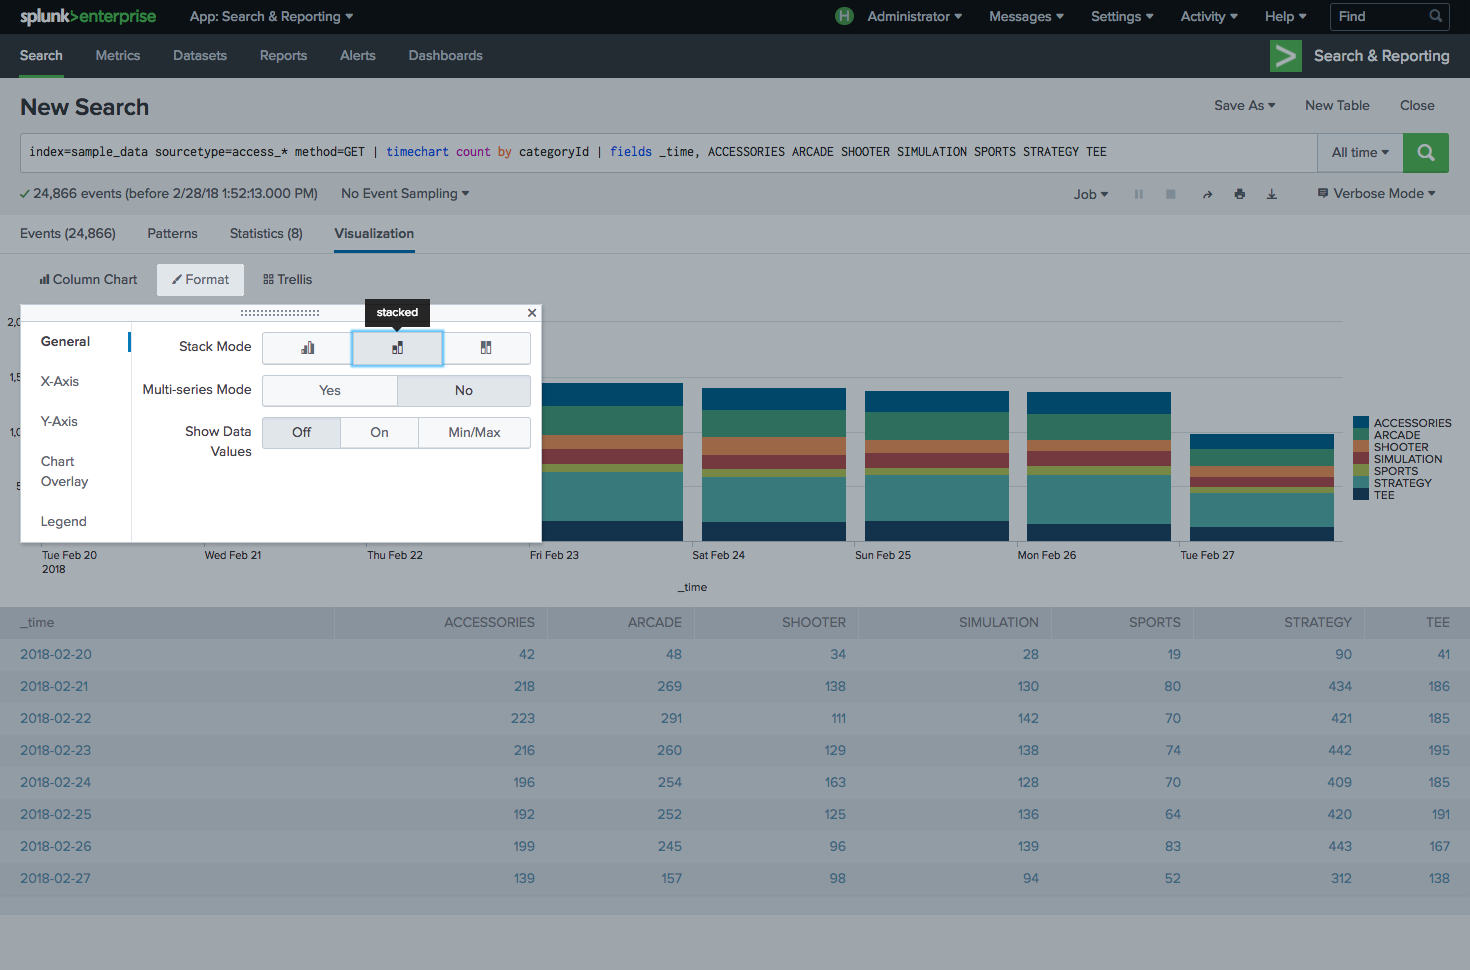 splunk>enterprise App: Search & Reporting H Administrator Messages Settings Activity Help Find
Search Metrics Datasets Reports Alerts Dashboards > Search & Reporting
New Search Save As New Table Close
index=sample_data sourcetype=access_* method=GET | timechart count by categoryId | fields _time, ACCESSORIES ARCADE SHOOTER SIMULATION SPORTS STRATEGY TEE All time
24,866 events (before 2/28/18 1:52:13.000 PM) No Event Sampling Job Verbose Mode
Events (24,866) Patterns Statistics (8) Visualization
Column Chart Format Trellis
stacked
General
X-Axis
Y-Axis
Chart
Overlay
Legend
Stack Mode
Multi-series Mode Yes No
Show Data
Values
Off On Min/Max
ACCESSORIES
ARCADE
SHOOTER
SIMULATION
SPORTS
STRATEGY
TEE
Tue Feb 20 Wed Feb 21 Thu Feb 22 Fri Feb 23 Sat Feb 24 Sun Feb 25 Mon Feb 26 Tue Feb 27
2018
_time
_time ACCESSORIES ARCADE SHOOTER SIMULATION SPORTS STRATEGY TEE
2018-02-20 42 48 34 28 19 90 41
2018-02-21 218 269 138 130 80 434 186
2018-02-22 223 291 111 142 70 421 185
2018-02-23 216 260 129 138 74 442 195
2018-02-24 196 254 163 128 70 409 185
2018-02-25 192 252 125 136 64 420 191
2018-02-26 199 245 96 139 83 443 167
2018-02-27 139 157 98 94 52 312 138